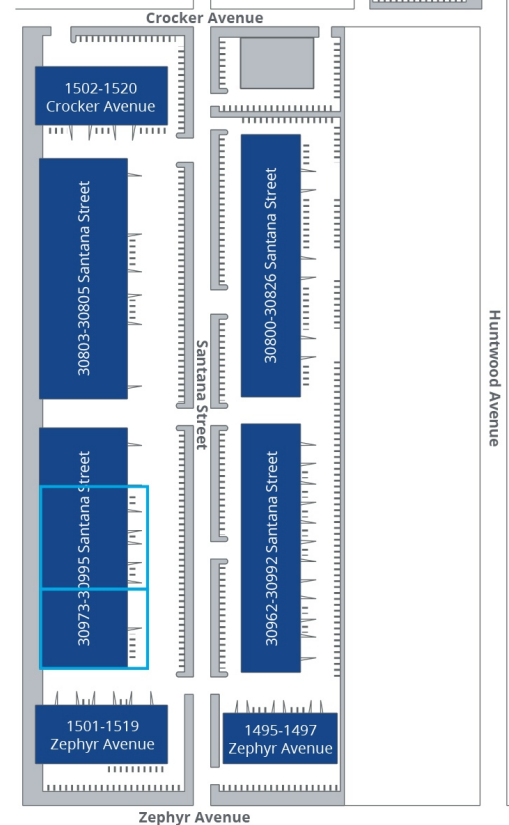 Crocker Avenue
1502-1520
Crocker Avenue
30803-30805 Santana Street
30800-30826 Santana Street
Santana Street
Huntwood Avenue
30973-30995 Santana Street
30962-30992 Santana Street
1501-1519
Zephyr Avenue
1495-1497
Zephyr Avenue
Zephyr Avenue